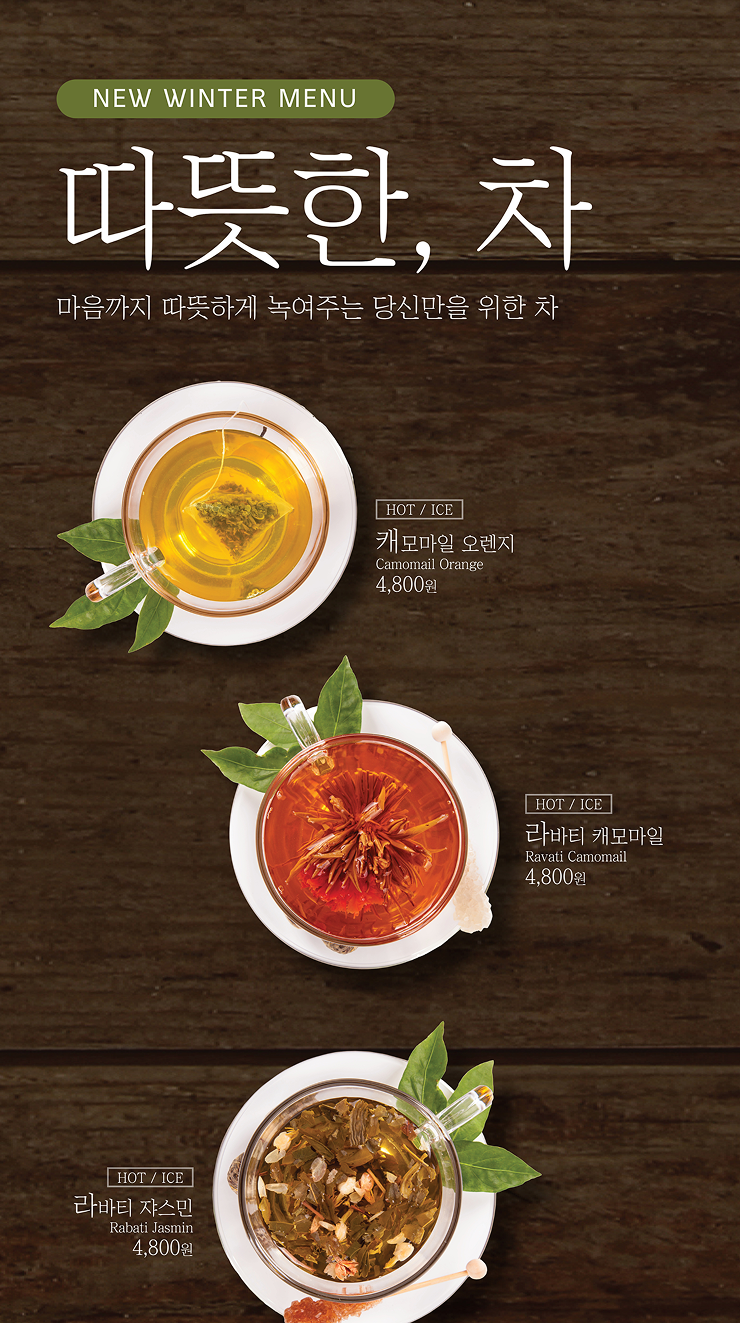 NEW WINTER MENU
따뜻한, 차
마음까지 따뜻하게 녹여주는 당신만을 위한 차
HOT / ICE
캐모마일 오렌지
Camomail Orange
4,800원
HOT / ICE
라바티 캐모마일
Ravati Camomail
4,800원
HOT / ICE
라바티 쟈스민
Rabati Jasmin
4,800원